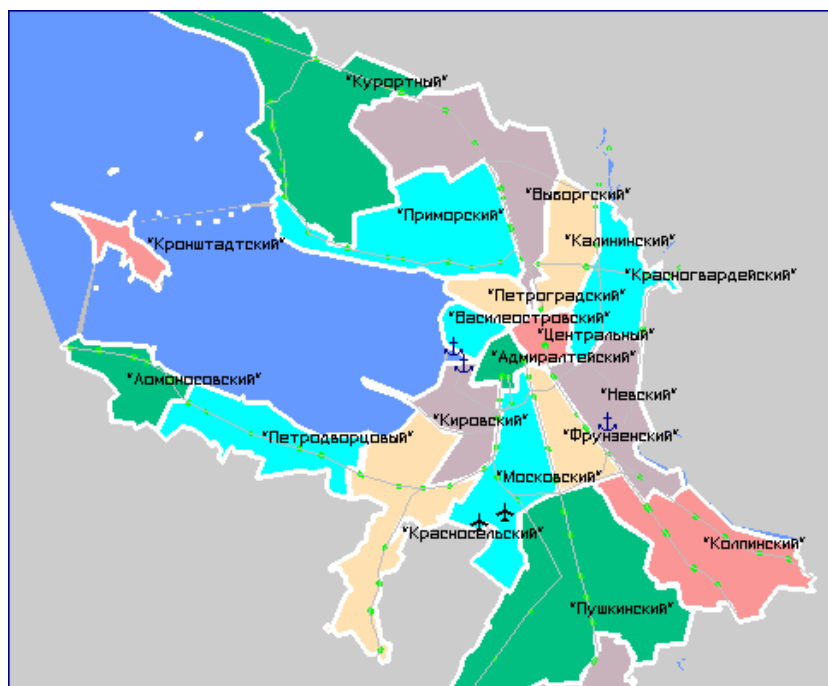 "Курортный"
"Выборгский"
"Приморский"
"Кронштадтский"
"Калининский"
"Красногвардейский"
"Петроградский"
"Василеостровский"
"Центральный"
"Адмиралтейский"
"Ломоносовский"
"Невский"
"Кировский"
"Петродворцовый"
"Фрунзенский"
"Московский"
"Красносельский"
"Колпинский"
"Пушкинский"